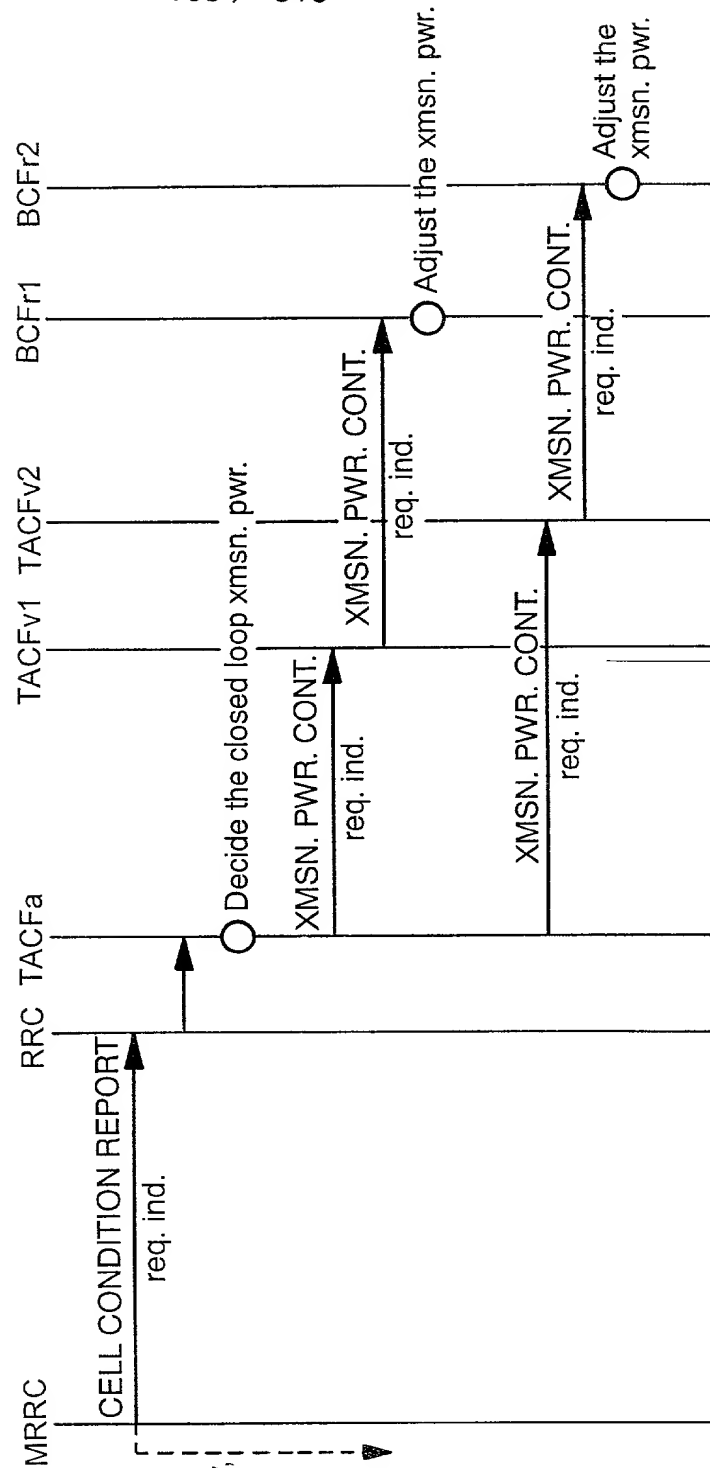 MRRC
RRC
TACFa
TACFv1
TACFv2
BCFr1
BCFr2
CELL CONDITION REPORT
req. ind.
Decide the closed loop xmsn. pwr.
XMSN. PWR. CONT.
req. ind.
XMSN. PWR. CONT.
req. ind.
Adjust the xmsn. pwr.
XMSN. PWR. CONT.
req. ind.
XMSN. PWR. CONT.
req. ind.
Adjust the
xmsn. pwr.